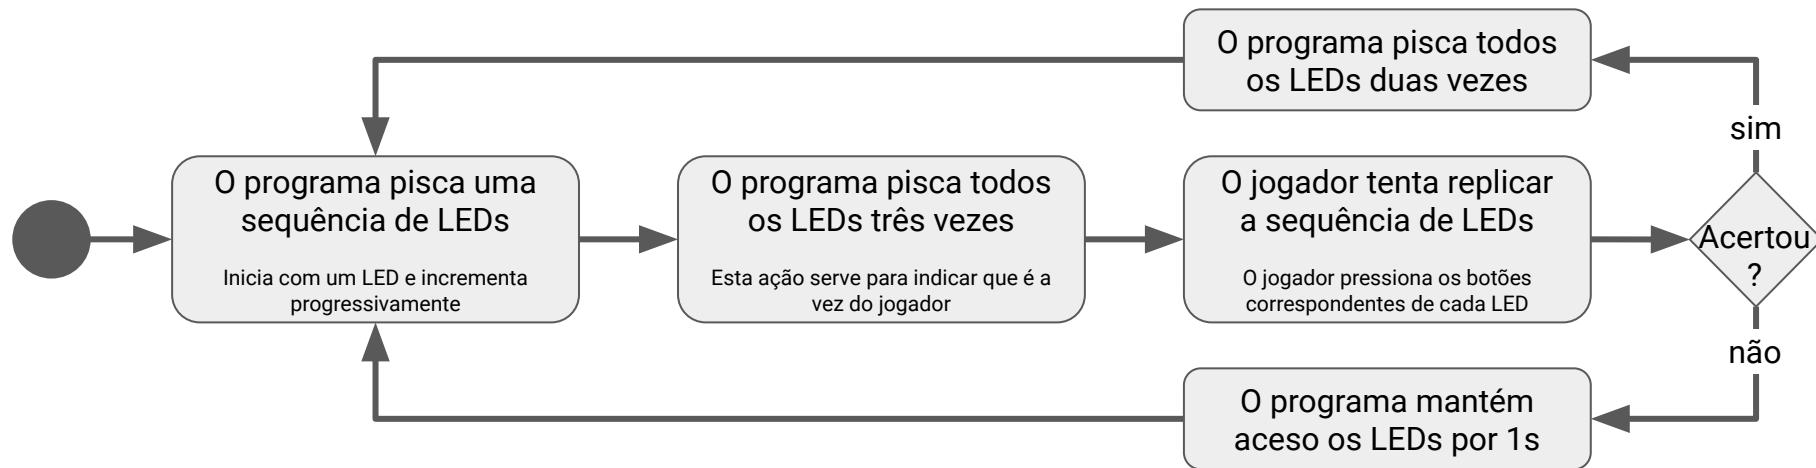 O programa pisca todos
os LEDs duas vezes
sim
O programa pisca uma
sequência de LEDs
Inicia com um LED e incrementa
progressivamente
O programa pisca todos
os LEDs três vezes
Esta ação serve para indicar que é a
vez do jogador
O jogador tenta replicar
a sequência de LEDs
O jogador pressiona os botões
correspondentes de cada LED
Acertou
?
não
O programa mantém
aceso os LEDs por 1s